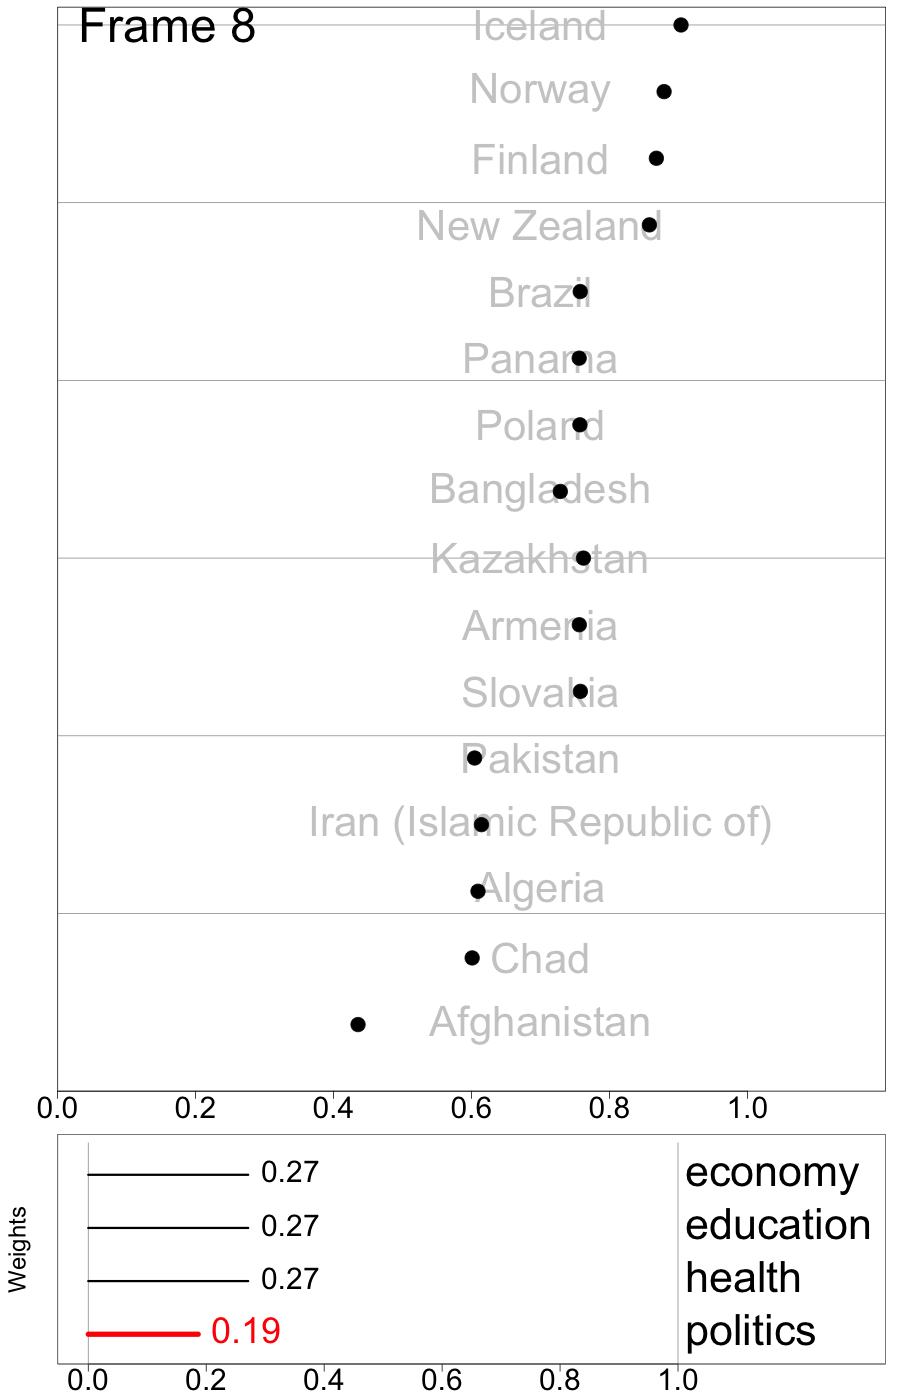 Frame 8
Iceland
Norway
Finland
New Zealand
Brazil
Panama
Poland
Bangladesh
Kazakhstan
Armenia
Slovakia
Pakistan
Iran (Islamic Republic of)
Algeria
Chad
Afghanistan
0.0 0.2 0.4 0.6 0.8 1.0
Weights
0.27 economy
0.27 education
0.27 health
0.19 politics
0.0 0.2 0.4 0.6 0.8 1.0